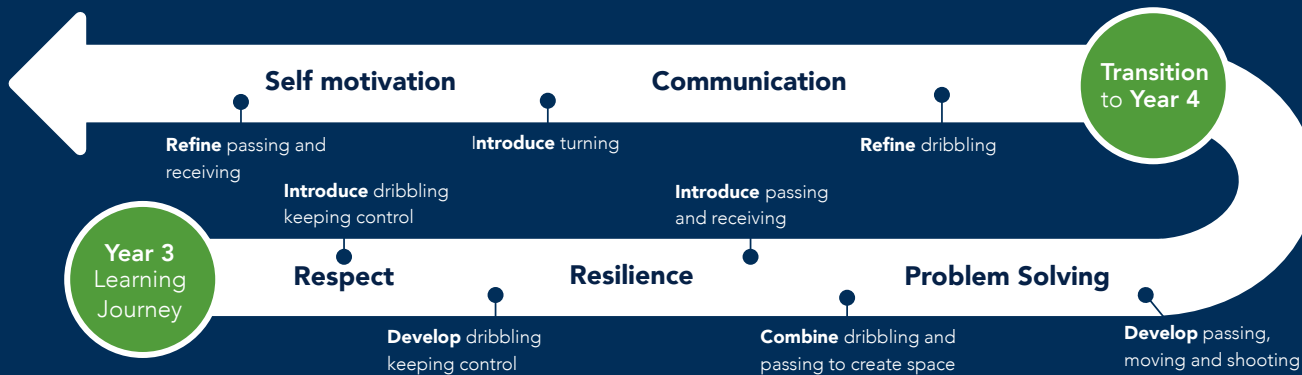 Self motivation
Communication
Transition
to Year 4
Refine passing and
receiving
Introduce turning
Refine dribbling
Introduce dribbling
keeping control
Introduce passing
and receiving
Year 3
Learning
Journey
Respect
Resilience
Problem Solving
Develop dribbling
keeping control
Combine dribbling and
passing to create space
Develop passing,
moving and shooting